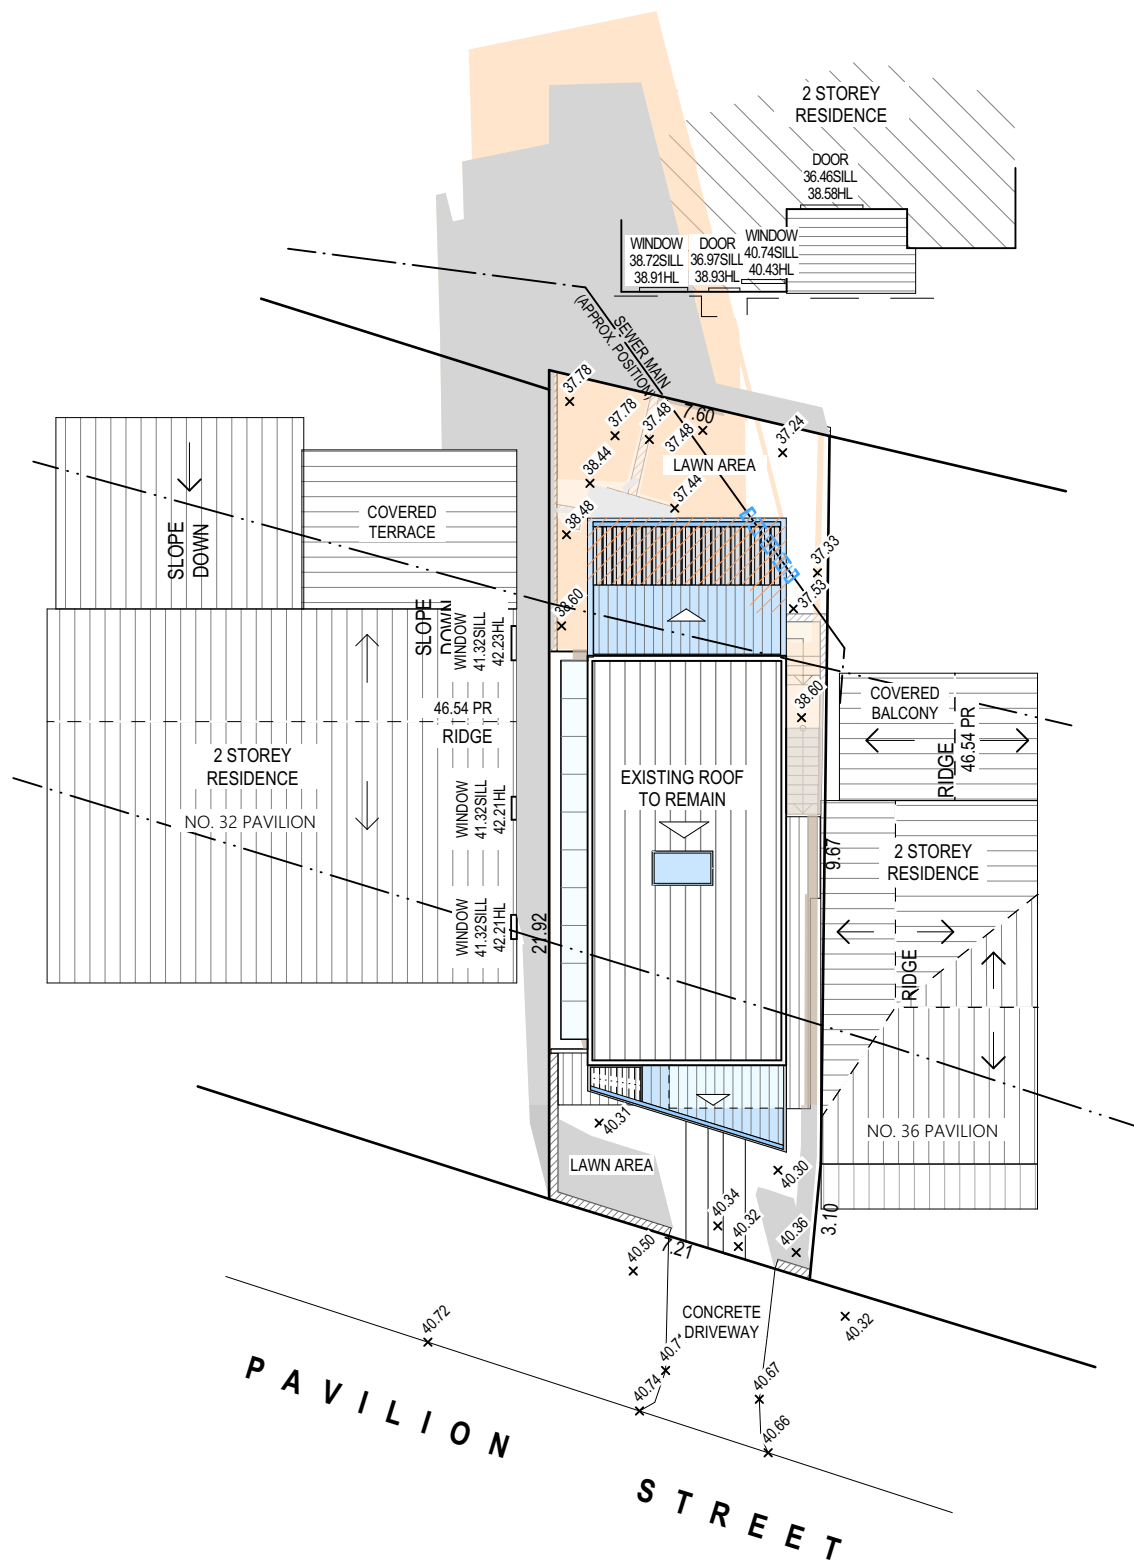 2 STOREY
RESIDENCE
DOOR
36.46SILL
38.58HL
WINDOW
38.72SILL
38.91HL
DOOR
36.97SILL
38.93HL
WINDOW
40.74SILL
40.43HL
SEWER MAIN
(APPROX. POSITION)
37.78
37.78
37.48
37.48
7.60
37.24
LAWN AREA
38.44
37.44
38.48
37.33
37.53
38.60
38.60
SLOPE
DOWN
COVERED
TERRACE
SLOPE
DOWN
WINDOW
41.32SILL
42.23HL
46.54 PR
RIDGE
2 STOREY
RESIDENCE
NO. 32 PAVILION
WINDOW
41.32SILL
42.21HL
WINDOW
41.32SILL
42.21HL
21.92
EXISTING ROOF
TO REMAIN
COVERED
BALCONY
RIDGE
46.54 PR
9.67
2 STOREY
RESIDENCE
RIDGE
NO. 36 PAVILION
40.31
LAWN AREA
40.30
40.34
40.32
40.36
3.10
7.21
40.50
CONCRETE
DRIVEWAY
40.32
40.72
40.74
40.67
40.66
PAVILION STREET